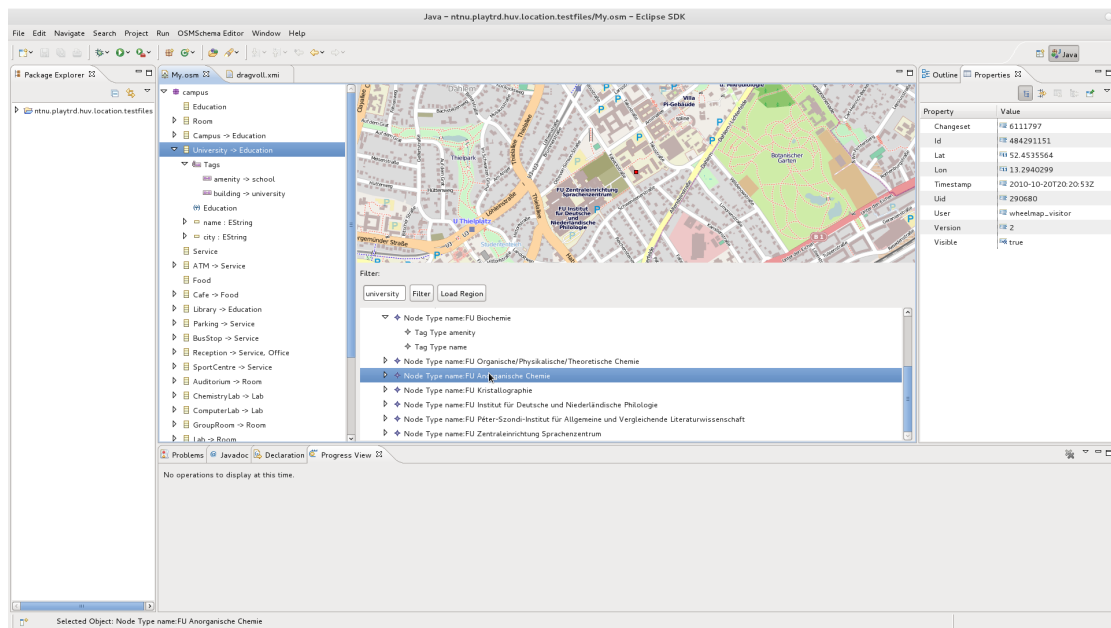 Java - ntnu.playtrd.huv.location.testfiles/My.osm - Eclipse SDK
File Edit Navigate Search Project Run OSMSchema Editor Window Help
Java
Package Explorer
ntnu.playtrd.huv.location.testfiles
My.osm
dragvoll.xmi
campus
Education
Room
Campus -> Education
University -> Education
Tags
amenity -> school
building -> university
Education
name : EString
city : EString
Service
ATM -> Service
Food
Cafe -> Food
Library -> Education
Parking -> Service
BusStop -> Service
Reception -> Service, Office
SportCentre -> Service
Auditorium -> Room
ChemistryLab -> Lab
ComputerLab -> Lab
GroupRoom -> Room
Lab -> Room
Dahlem
Villa
Pi-Gebäude
Thielpark
Botanischer
Garten
FU Zentraleinrichtung
Sprachenzentrum
FU Institut
für Deutsche
und
Niederländische
Philologie
U Thielplatz
Filter:
university
Filter
Load Region
Node Type name:FU Biochemie
Tag Type amenity
Tag Type name
Node Type name:FU Organische/Physikalische/Theoretische Chemie
Node Type name:FU Anorganische Chemie
Node Type name:FU Kristallographie
Node Type name:FU Institut für Deutsche und Niederländische Philologie
Node Type name:FU Péter-Szondi-Institut für Allgemeine und Vergleichende Literaturwissenschaft
Node Type name:FU Zentraleinrichtung Sprachenzentrum
Outline
Properties
Property Value
Changeset 6111797
Id 484291151
Lat 52.4535564
Lon 13.2940299
Timestamp 2010-10-20T20:20:53Z
Uid 290680
User wheelmap_visitor
Version 2
Visible true
Problems
Javadoc
Declaration
Progress View
No operations to display at this time.
Selected Object: Node Type name:FU Anorganische Chemie